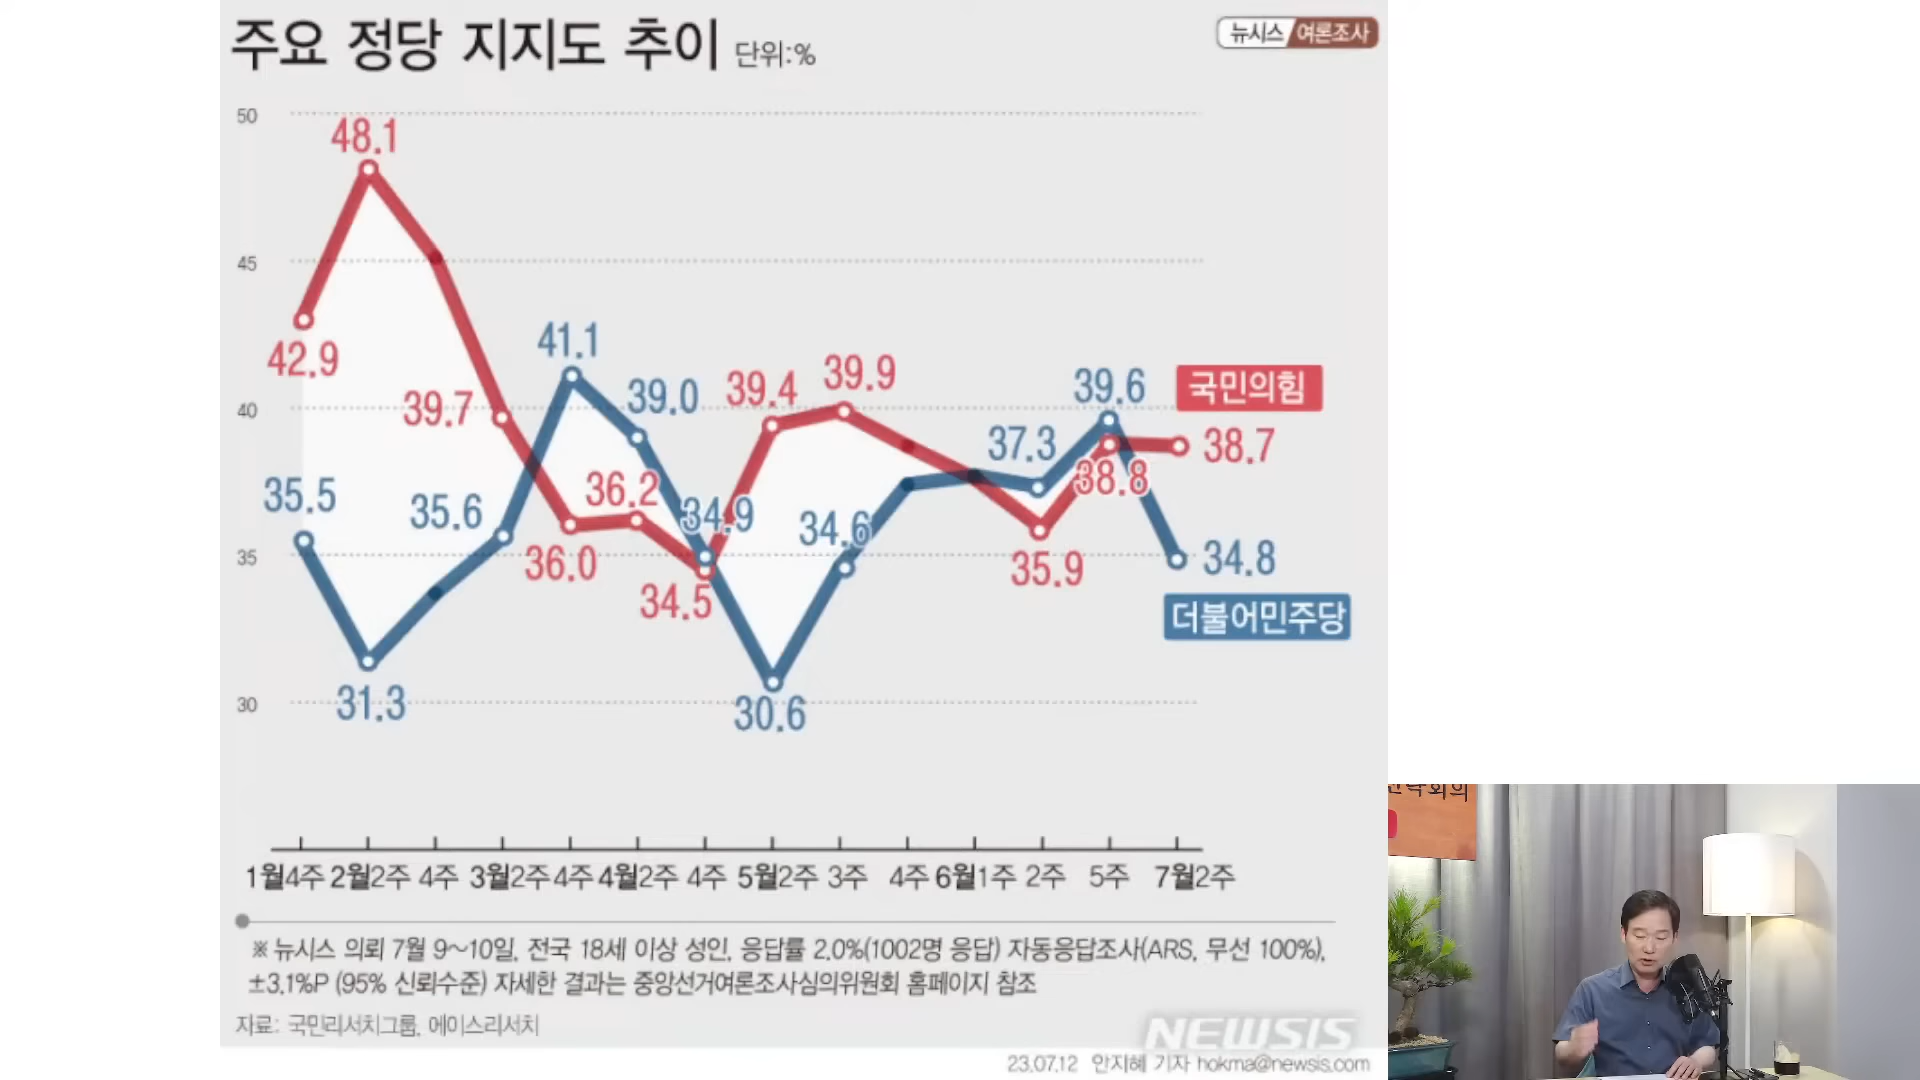 주요 정당 지지도 추이 단위:%
뉴시스 여론조사
50
48.1
45
42.9
41.1
39.9
39.4
39.0
39.6
국민의힘
40
39.7
37.3
38.7
38.8
36.2
35.5
35.6
34.9
34.6
35
36.0
35.9
34.8
34.5
더불어민주당
30
31.3
30.6
1월4주 2월2주 4주 3월2주 4주 4월2주 4주 5월2주 3주 4주 6월1주 2주 5주 7월2주
※ 뉴시스 의뢰 7월 9~10일, 전국 18세 이상 성인, 응답률 2.0%(1002명 응답) 자동응답조사(ARS, 무선 100%),
±3.1%P (95% 신뢰수준) 자세한 결과는 중앙선거여론조사심의위원회 홈페이지 참조
자료: 국민리서치그룹, 에이스리서치
NEWSIS
23.07.12 안지혜 기자 hokma@newsis.com